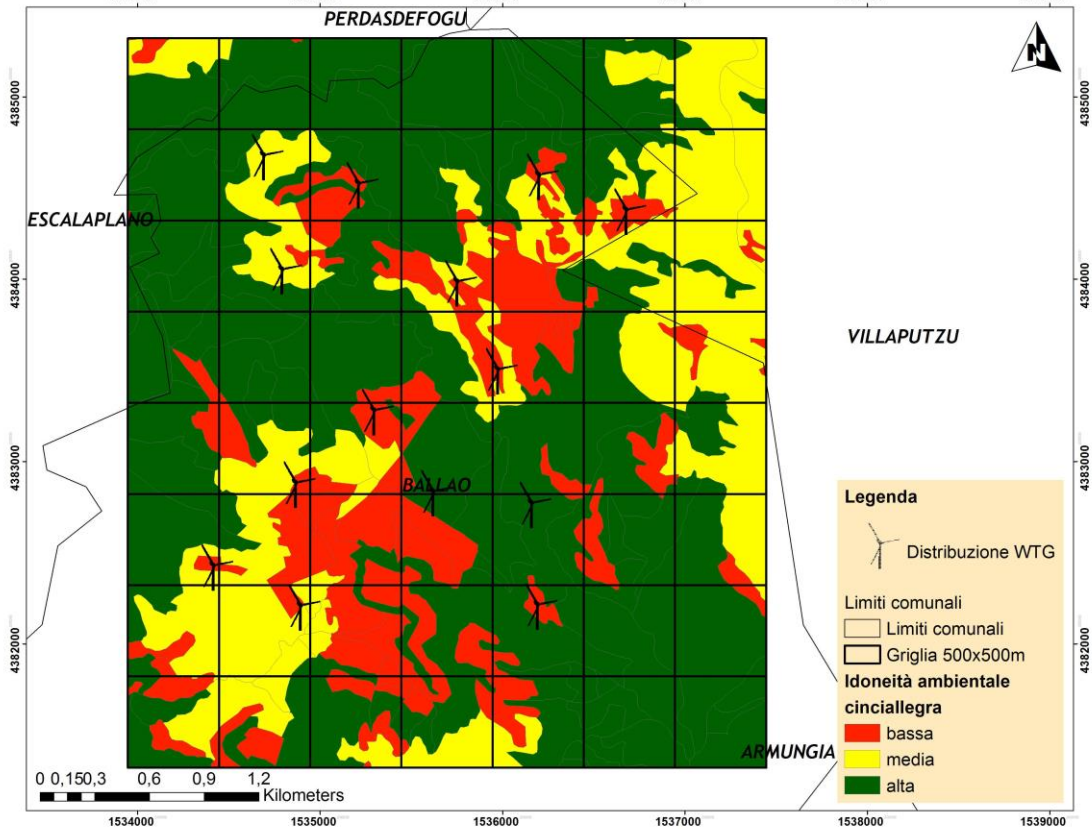 PERDASDEFOGU
N
4385000
4385000
ESCALAPLANO
4384000
4384000
VILLAPUTZU
4383000
4383000
BALLAO
Legenda
Distribuzione WTG
Limiti comunali
Limiti comunali
Griglia 500x500m
Idoneità ambientale
cinciallegra
bassa
media
alta
4382000
4382000
ARMUNGIA
0 0,150,3 0,6 0,9 1,2
Kilometers
1534000 1535000 1536000 1537000 1538000 1539000